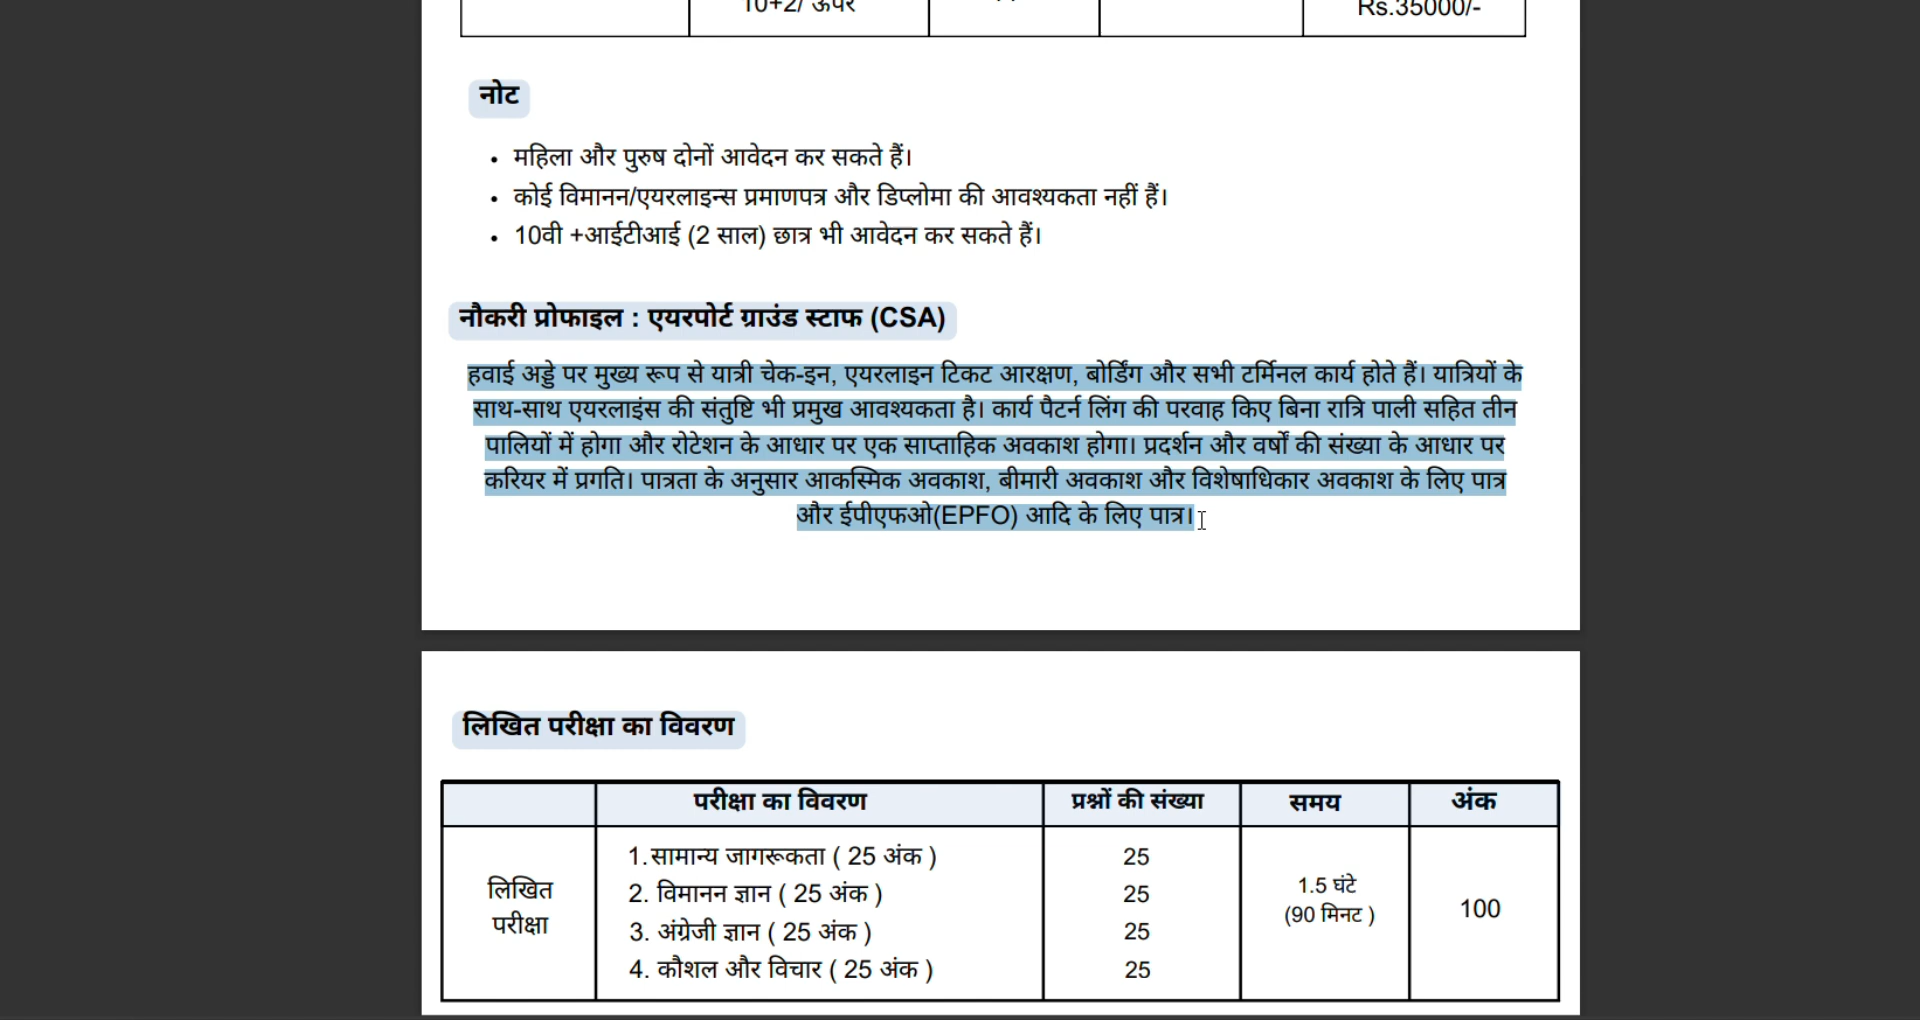 10+2/ ऊपर
Rs.35000/-
नोट
• महिला और पुरुष दोनों आवेदन कर सकते हैं।
• कोई विमानन/एयरलाइन्स प्रमाणपत्र और डिप्लोमा की आवश्यकता नहीं हैं।
• 10वी +आईटीआई (2 साल) छात्र भी आवेदन कर सकते हैं।
नौकरी प्रोफाइल : एयरपोर्ट ग्राउंड स्टाफ (CSA)
हवाई अड्डे पर मुख्य रूप से यात्री चेक-इन, एयरलाइन टिकट आरक्षण, बोर्डिंग और सभी टर्मिनल कार्य होते हैं। यात्रियों के
साथ-साथ एयरलाइंस की संतुष्टि भी प्रमुख आवश्यकता है। कार्य पैटर्न लिंग की परवाह किए बिना रात्रि पाली सहित तीन
पालियों में होगा और रोटेशन के आधार पर एक साप्ताहिक अवकाश होगा। प्रदर्शन और वर्षों की संख्या के आधार पर
करियर में प्रगति। पात्रता के अनुसार आकस्मिक अवकाश, बीमारी अवकाश और विशेषाधिकार अवकाश के लिए पात्र
और ईपीएफओ(EPFO) आदि के लिए पात्र।
लिखित परीक्षा का विवरण
परीक्षा का विवरण प्रश्नों की संख्या समय अंक
लिखित
परीक्षा
1.सामान्य जागरूकता ( 25 अंक ) 25
2. विमानन ज्ञान ( 25 अंक ) 25
3. अंग्रेजी ज्ञान ( 25 अंक ) 25
4. कौशल और विचार ( 25 अंक ) 25
1.5 घंटे
(90 मिनट )
100